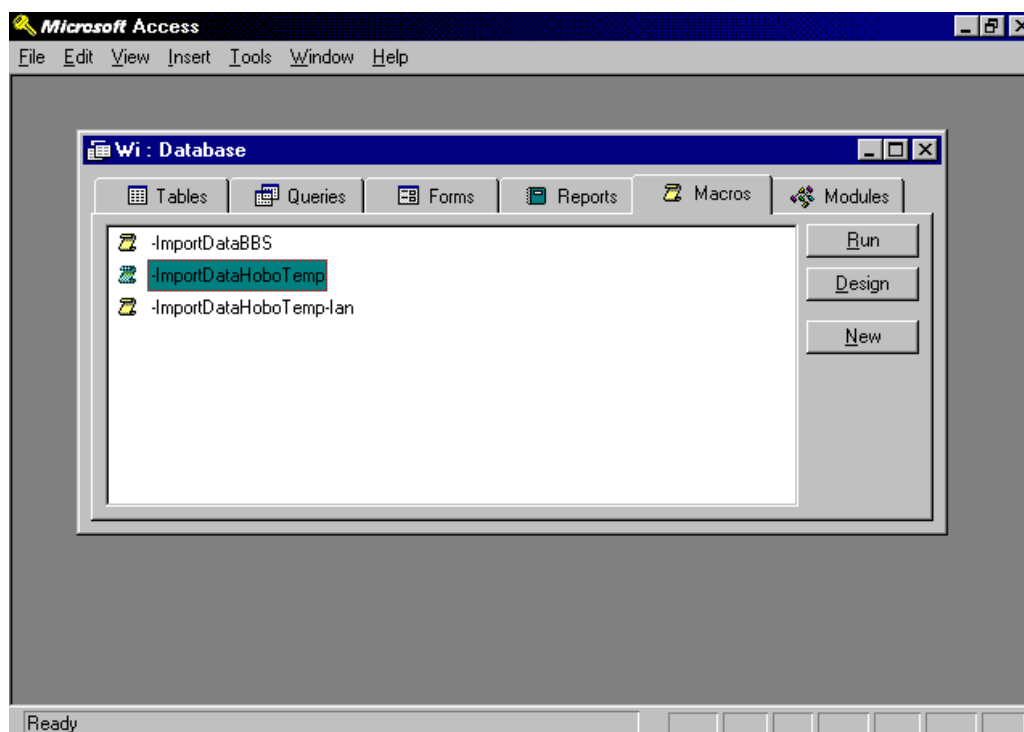 Microsoft Access
File Edit View Insert Tools Window Help
Wi : Database
Tables Queries Forms Reports Macros Modules
-ImportDataBBS
-ImportDataHoboTemp
-ImportDataHoboTemp-Ian
Run
Design
New
Ready